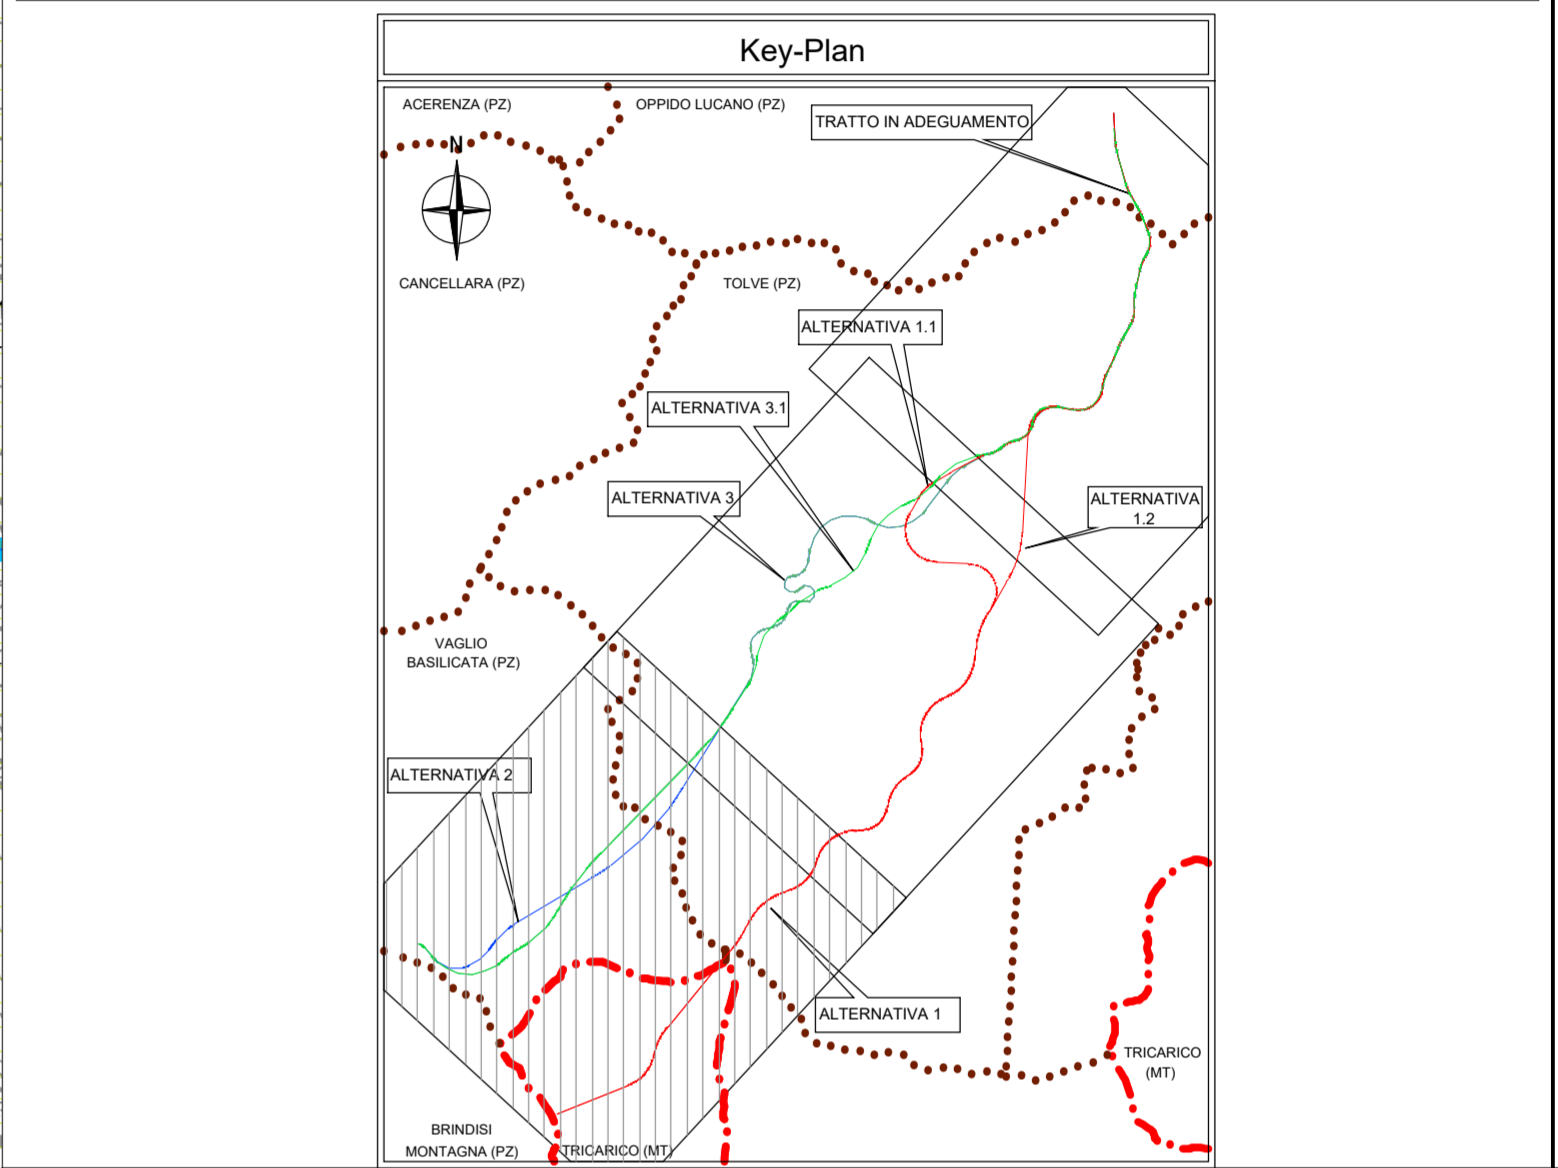 Key-Plan
ACERENZA (PZ)
OPPIDO LUCANO (PZ)
TRATTO IN ADEGUAMENTO
N
CANCELLARA (PZ)
TOLVE (PZ)
ALTERNATIVA 1.1
ALTERNATIVA 3.1
ALTERNATIVA 3
ALTERNATIVA
1.2
VAGLIO
BASILICATA (PZ)
ALTERNATIVA 2
ALTERNATIVA 1
TRICARICO
(MT)
BRINDISI
MONTAGNA (PZ)
TRICARICO (MT)